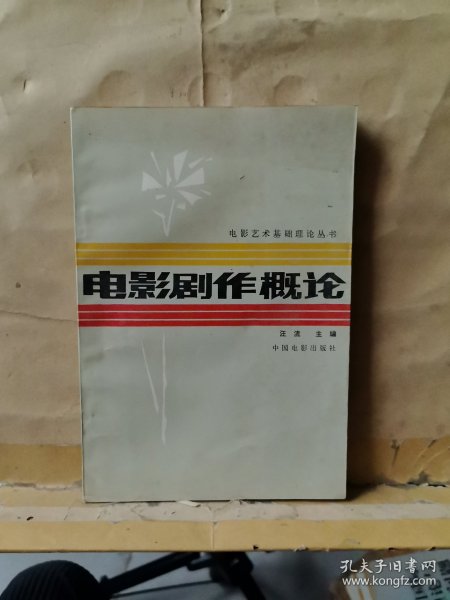 电影艺术基础理论丛书
电影剧作概论
汪流 主编
中国电影出版社
孔夫子旧书网
www.kongfz.com